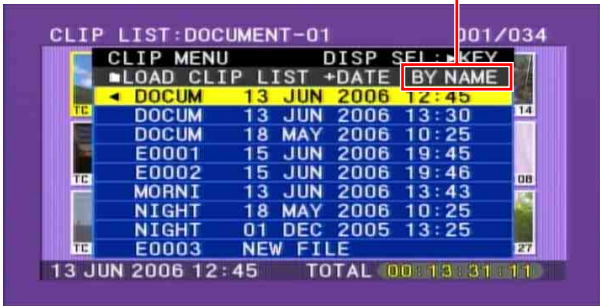 CLIP LIST:DOCUMENT-01 001/034
CLIP MENU DISP SEL:►KEY
LOAD CLIP LIST +DATE BY NAME
◄ DOCUM 13 JUN 2006 12:45
DOCUM 13 JUN 2006 13:30
DOCUM 18 MAY 2006 10:25
E0001 15 JUN 2006 19:45
E0002 15 JUN 2006 19:46
MORNI 13 JUN 2006 13:43
NIGHT 18 MAY 2006 10:25
NIGHT 01 DEC 2005 13:25
E0003 NEW FILE
TC 14
TC 08
TC 27
13 JUN 2006 12:45 TOTAL 00:13:31:11